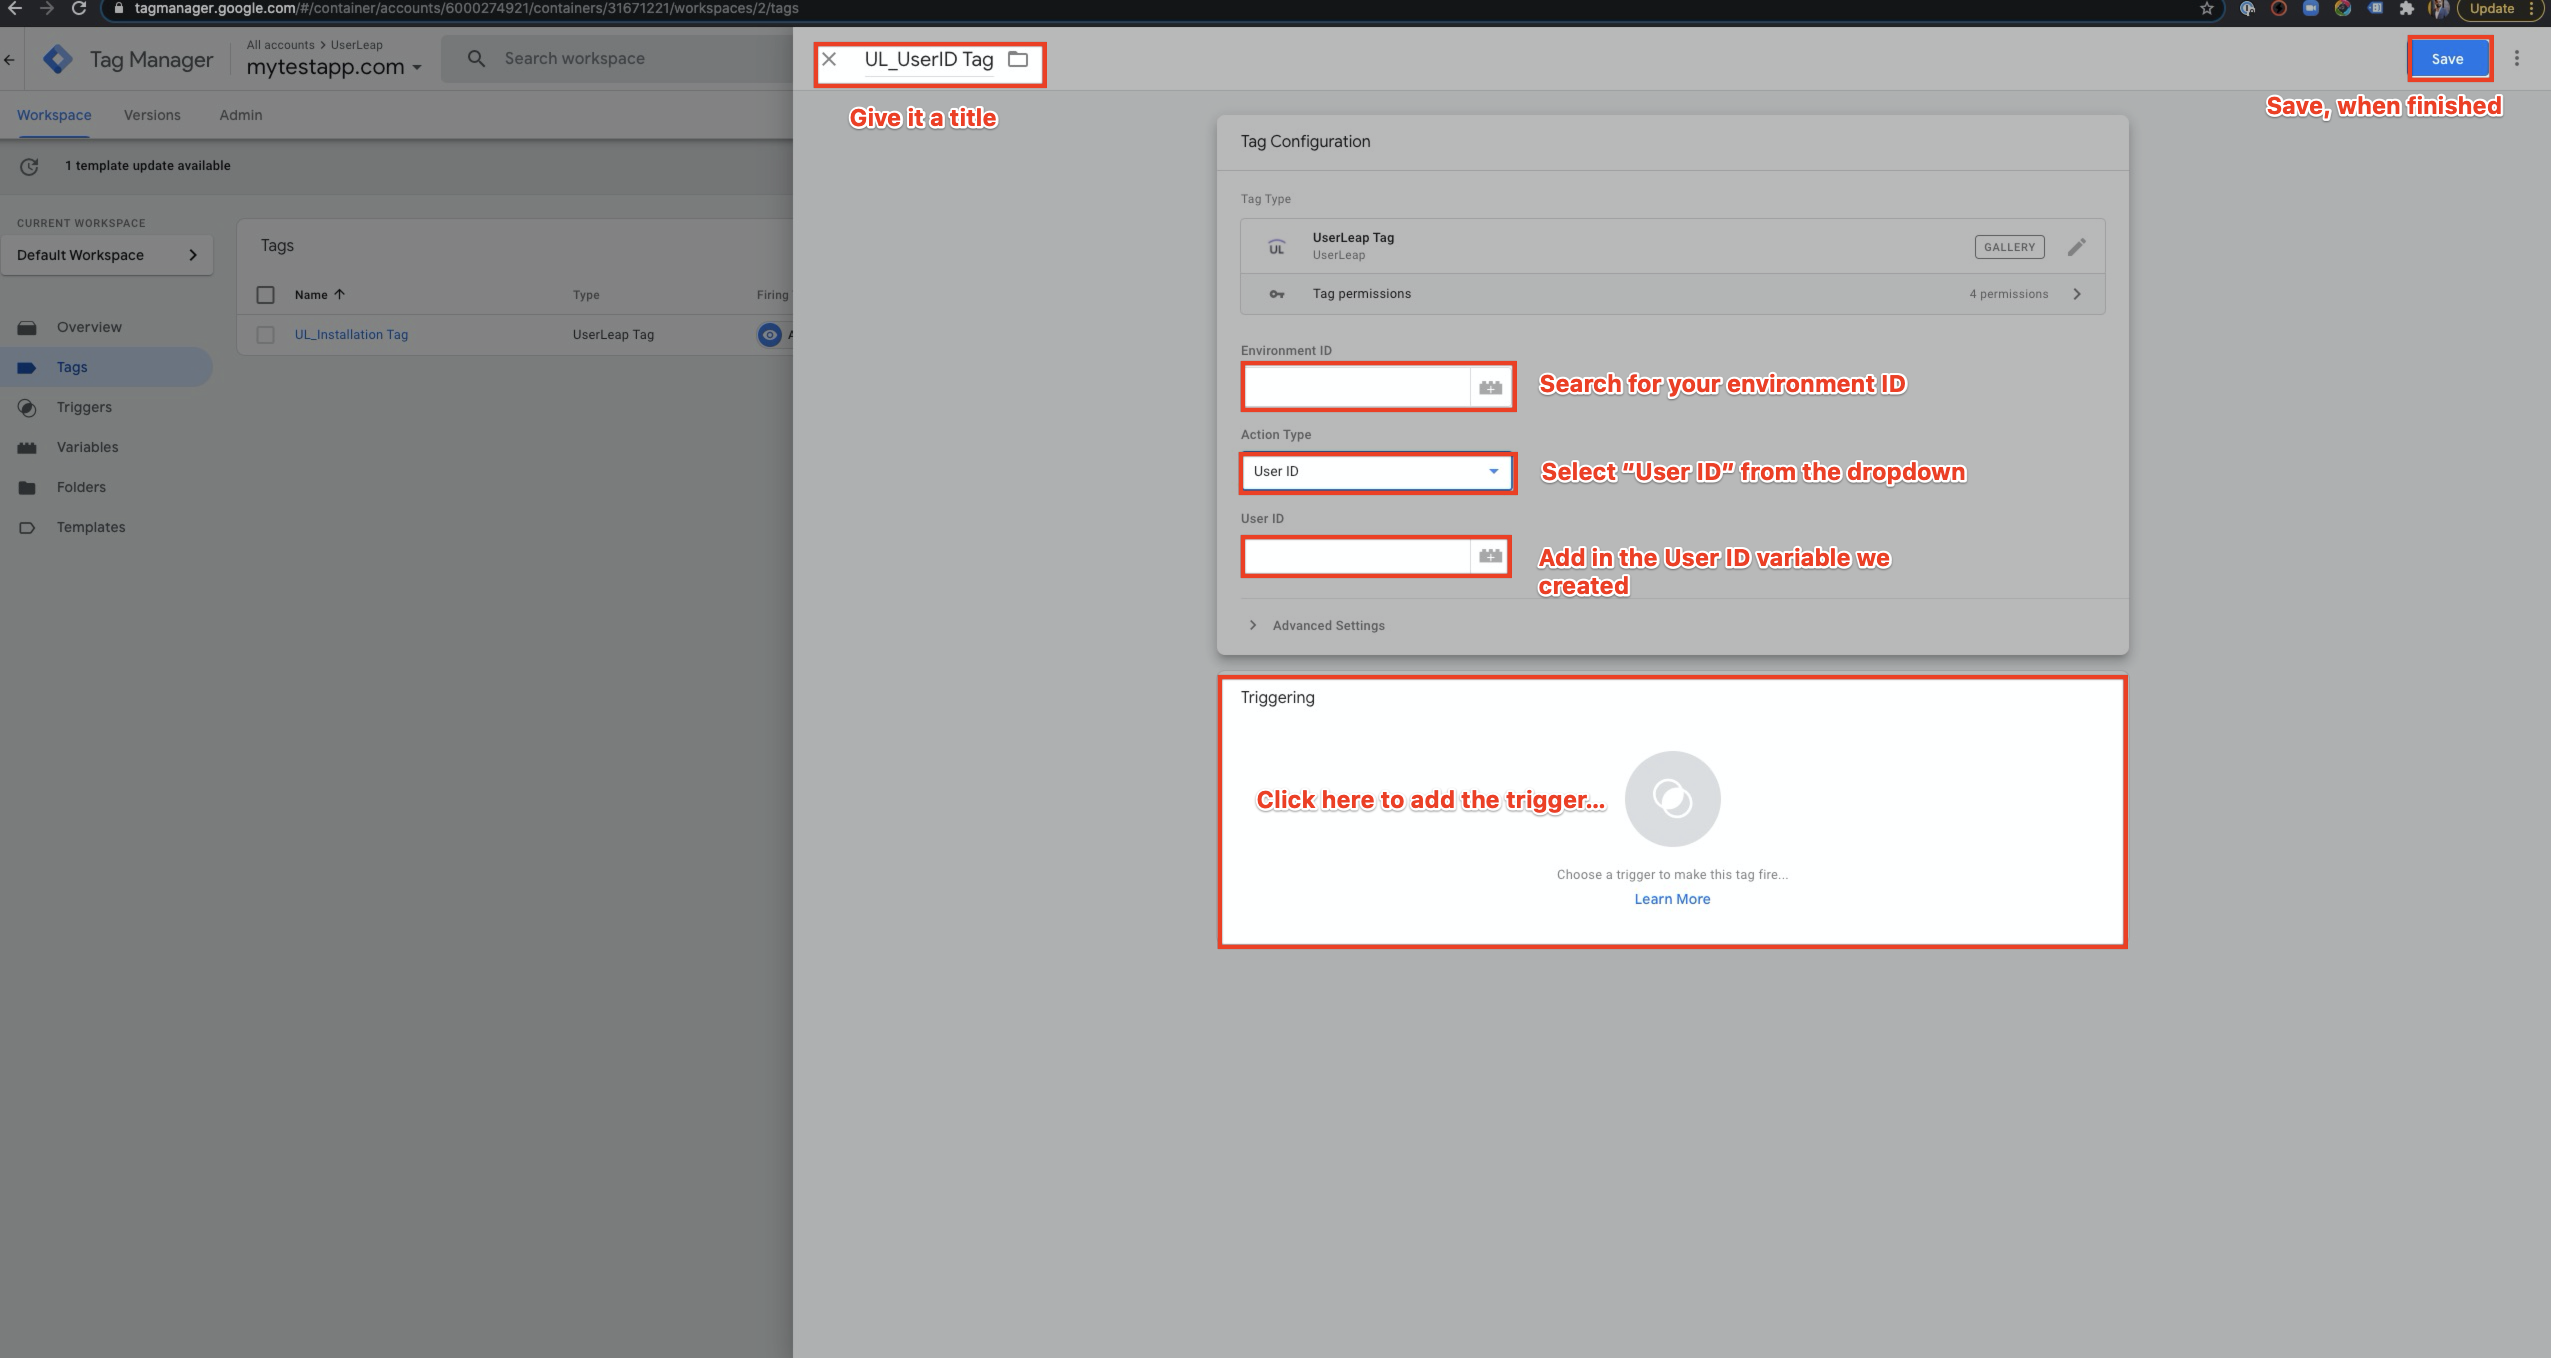 tagmanager.google.com/#/container/accounts/6000274921/containers/31671221/workspaces/2/tags
Update
Tag Manager
All accounts > UserLeap
mytestapp.com
Search workspace
UL_UserID Tag
Save
Give it a title
Save, when finished
Workspace
Versions
Admin
1 template update available
CURRENT WORKSPACE
Default Workspace
Overview
Tags
Triggers
Variables
Folders
Templates
Tags
Name
Type
Firing
UL_Installation Tag
UserLeap Tag
Tag Configuration
Tag Type
UL
UserLeap Tag
UserLeap
GALLERY
Tag permissions
4 permissions
Environment ID
Search for your environment ID
Action Type
User ID
Select “User ID” from the dropdown
User ID
Add in the User ID variable we
created
Advanced Settings
Triggering
Click here to add the trigger...
Choose a trigger to make this tag fire...
Learn More